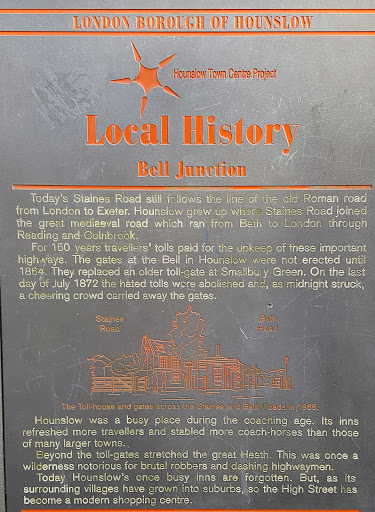 LONDON BOROUGH OF HOUNSLOW
Hounslow Town Centre Project
Local History
Bell Junction
Today's Staines Road still follows the line of the old Roman road
from London to Exeter. Hounslow grew up where Staines Road joined
the great mediaeval road which ran from Bath to London through
Reading and Colnbrook.
For 150 years travellers' tolls paid for the upkeep of these important
highways. The gates at the Bell in Hounslow were not erected until
1864. They replaced an older toll-gate at Smallbury Green. On the last
day of July 1872 the hated tolls were abolished and, as midnight struck,
a cheering crowd carried away the gates.
Staines
Road
Bath
Road
The Toll-house and gates across the Staines and Bath Roads in 1868.
Hounslow was a busy place during the coaching age. Its inns
refreshed more travellers and stabled more coach-horses than those
of many larger towns.
Beyond the toll-gates stretched the great Heath. This was once a
wilderness notorious for brutal robbers and dashing highwaymen.
Today Hounslow's once busy inns are forgotten. But, as its
surrounding villages have grown into suburbs, so the High Street has
become a modern shopping centre.